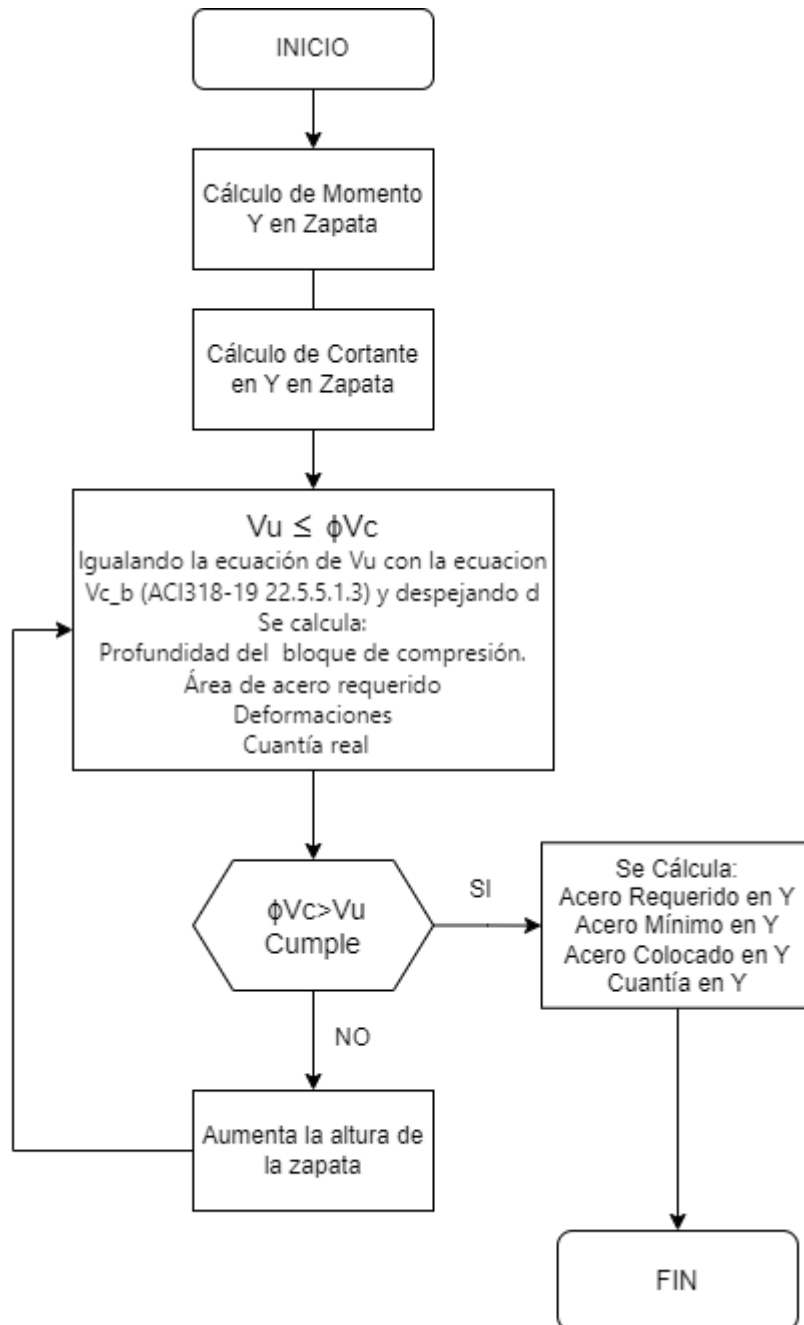 INICIO
Cálculo de Momento
Y en Zapata
Cálculo de Cortante
en Y en Zapata
Vu ≤ ϕVc
Igualando la ecuación de Vu con la ecuacion
Vc_b (ACI318-19 22.5.5.1.3) y despejando d
Se calcula:
Profundidad del bloque de compresión.
Área de acero requerido
Deformaciones
Cuantía real
ϕVc>Vu
Cumple
SI
Se Cálcula:
Acero Requerido en Y
Acero Mínimo en Y
Acero Colocado en Y
Cuantía en Y
NO
Aumenta la altura de
la zapata
FIN